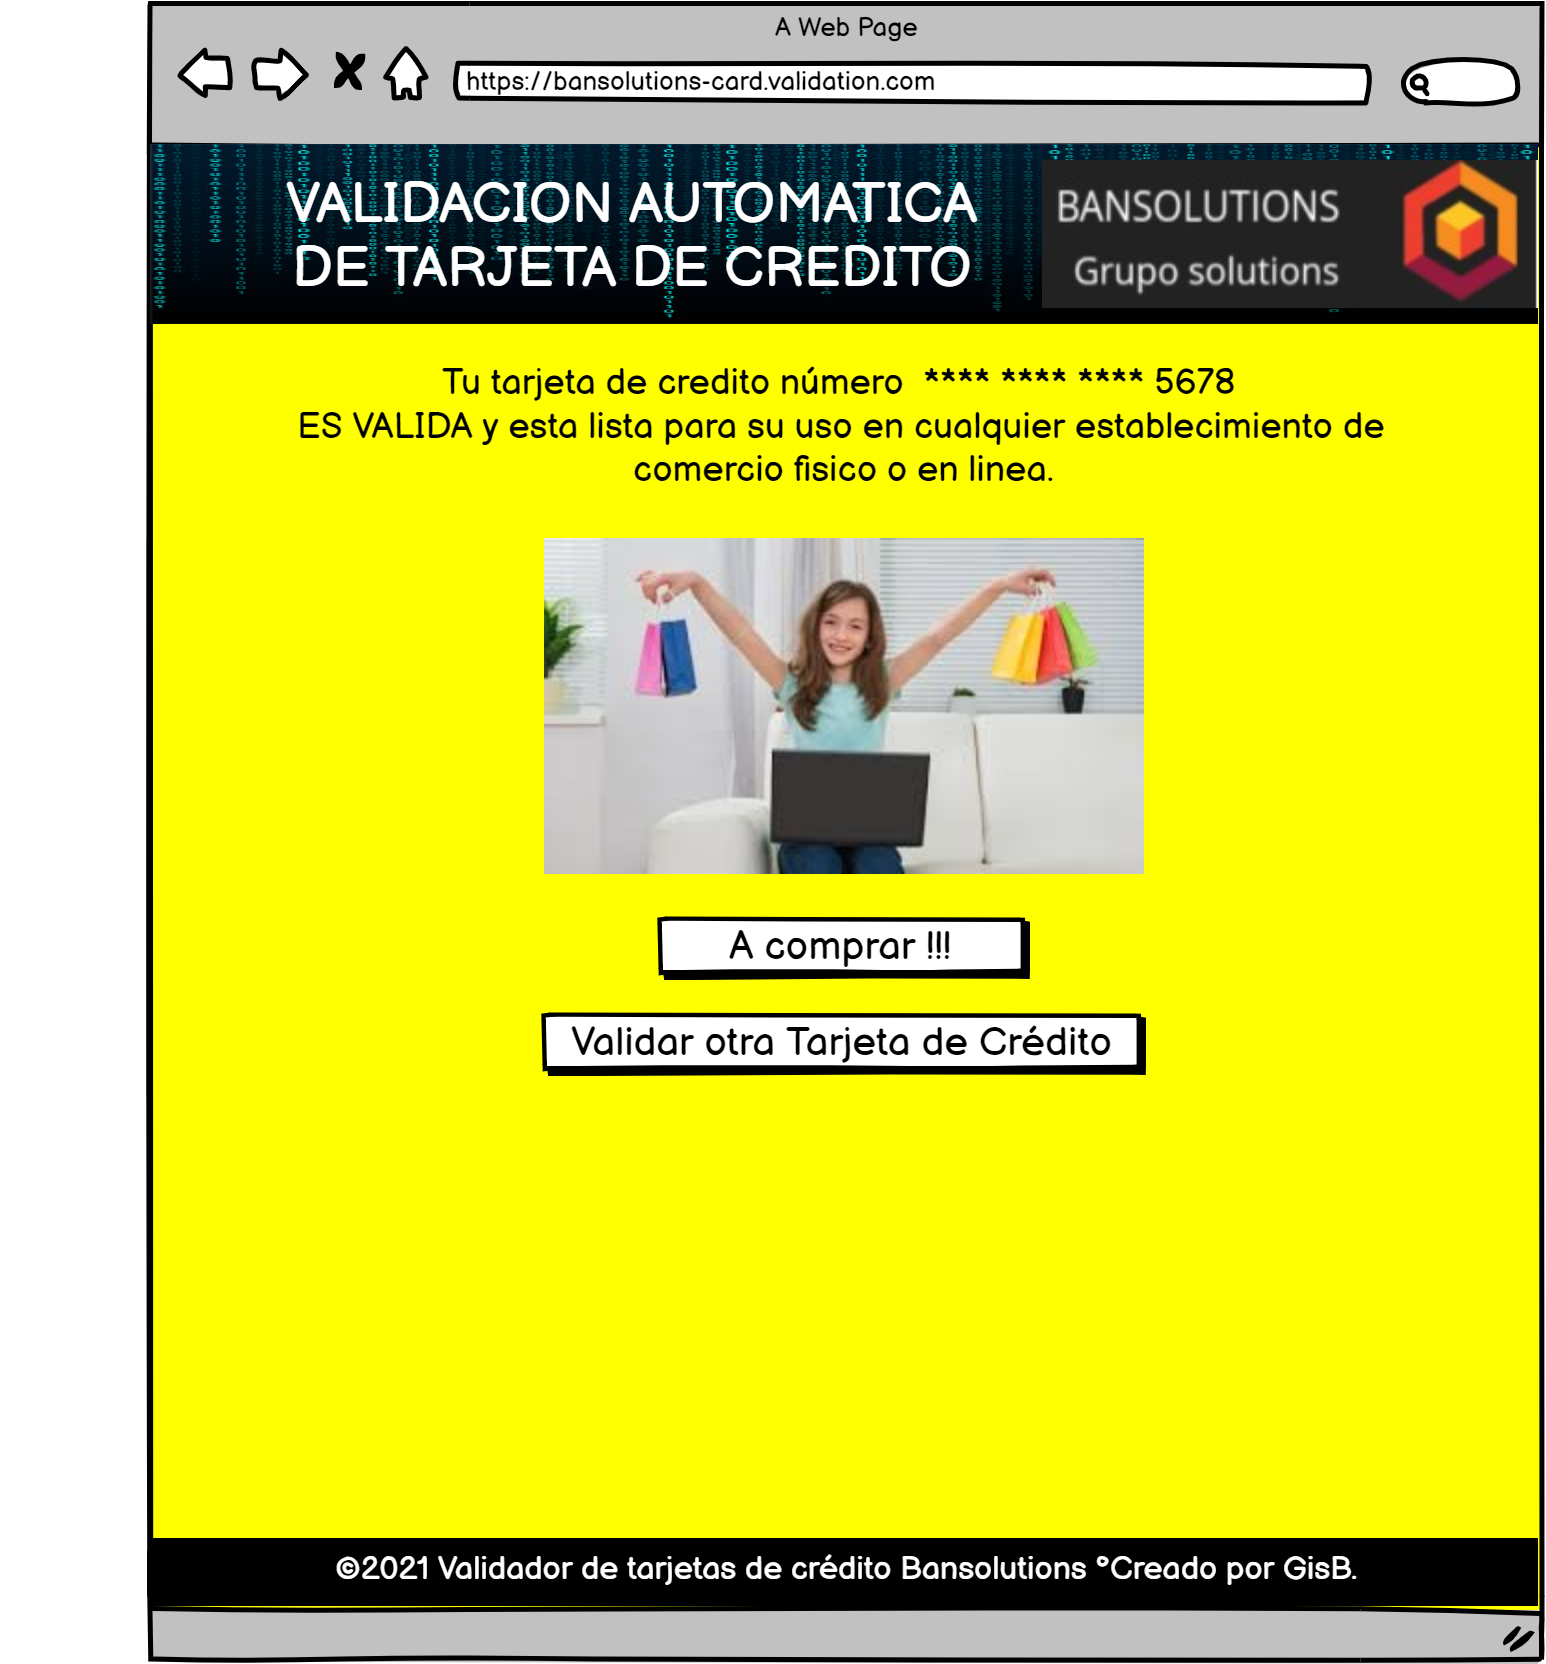 A Web Page
https://bansolutions-card.validation.com
VALIDACION AUTOMATICA
DE TARJETA DE CREDITO
BANSOLUTIONS
Grupo solutions
Tu tarjeta de credito número **** **** **** 5678
ES VALIDA y esta lista para su uso en cualquier establecimiento de
comercio fisico o en linea.
A comprar !!!
Validar otra Tarjeta de Crédito
©2021 Validador de tarjetas de crédito Bansolutions °Creado por GisB.